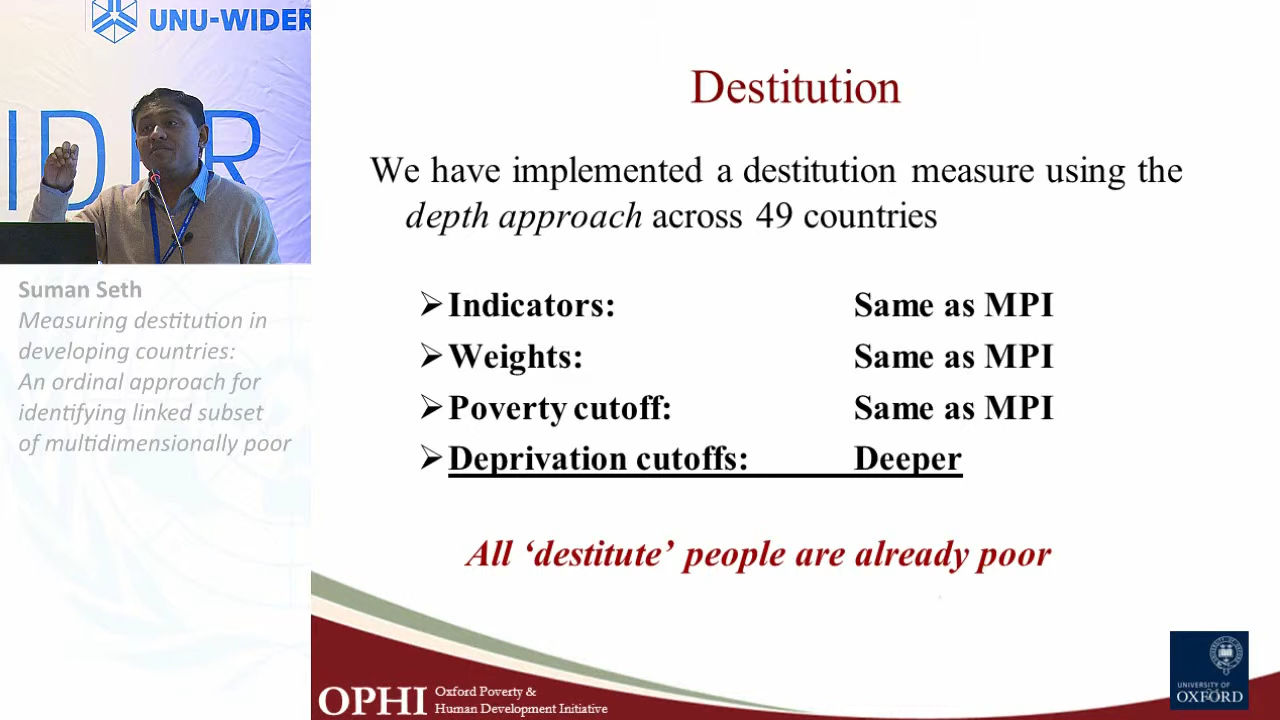 UNU-WIDER
IDER
Suman Seth
Measuring destitution in
developing countries:
An ordinal approach for
identifying linked subset
of multidimensionally poor
Destitution
We have implemented a destitution measure using the
depth approach across 49 countries
➢Indicators: Same as MPI
➢Weights: Same as MPI
➢Poverty cutoff: Same as MPI
➢Deprivation cutoffs: Deeper
All ‘destitute’ people are already poor
OPHI
Oxford Poverty &
Human Development Initiative
UNIVERSITY OF
OXFORD